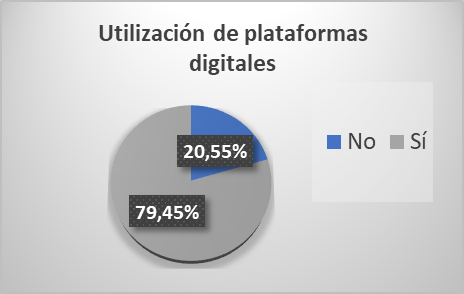 Utilización de plataformas
digitales
20,55%
79,45%
No Sí